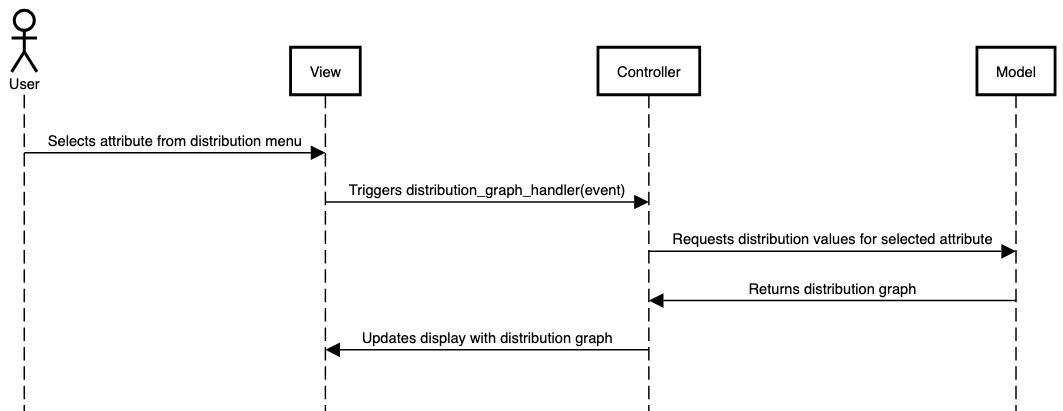 User
View
Controller
Model
Selects attribute from distribution menu
Triggers distribution_graph_handler(event)
Requests distribution values for selected attribute
Returns distribution graph
Updates display with distribution graph